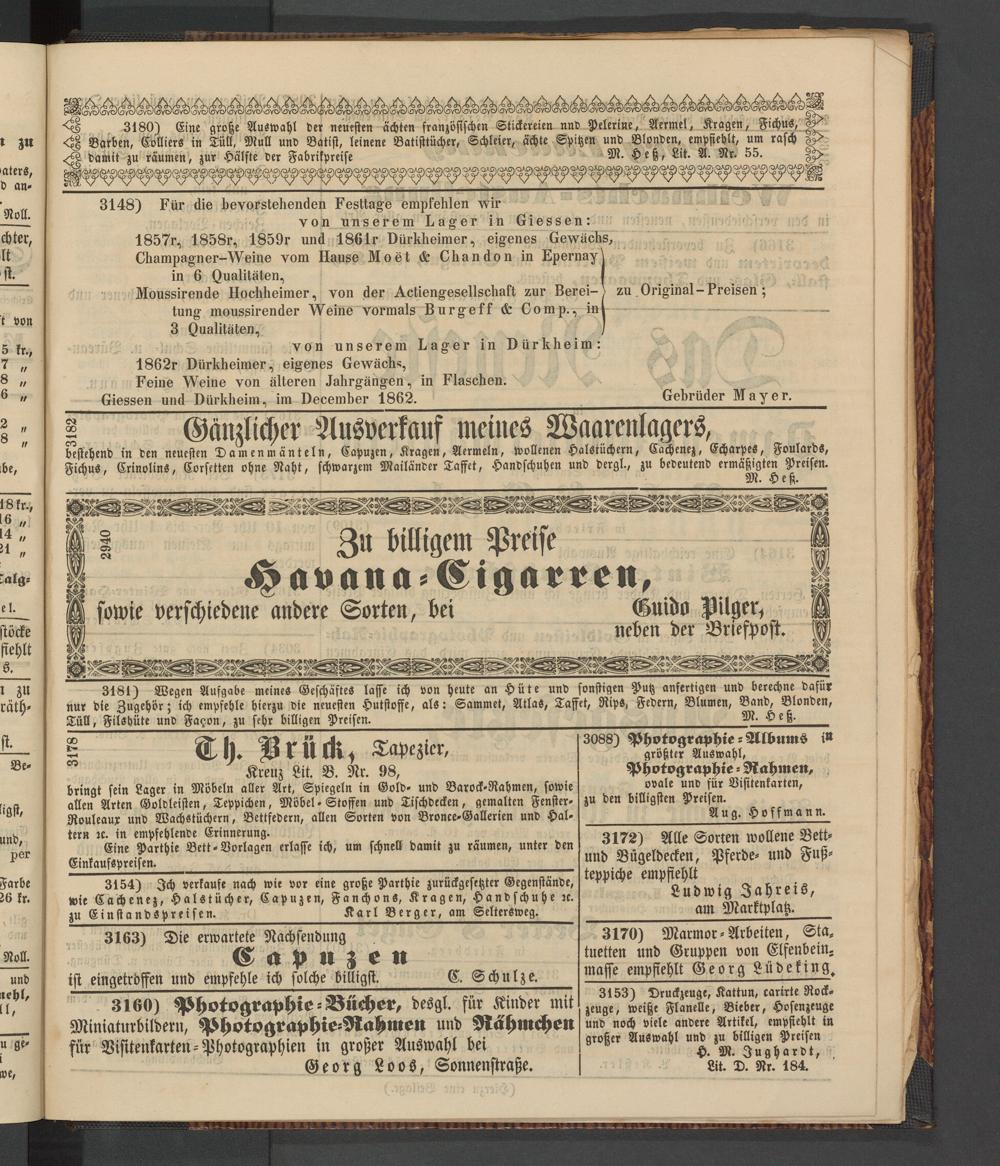 3180) Eine große Auswahl der neuesten ächten französischen Stickereien und Pelerine, Aermel, Kragen, Fichus,
Barben, Colliers in Tüll, Mull und Batist, leinene Batisttücher, Schleier, ächte Spitzen und Blonden, empfiehlt, um rasch
damit zu räumen, zur Hälfte der Fabrikpreise M. Heß, Lit. A. Nr. 55.
3148) Für die bevorstehenden Festtage empfehlen wir
von unserem Lager in Giessen:
1857r, 1858r, 1859r und 1861r Dürkheimer, eigenes Gewächs,
Champagner-Weine vom Hause Moët & Chandon in Epernay
in 6 Qualitäten,
Moussirende Hochheimer, von der Actiengesellschaft zur Berei- zu Original-Preisen;
tung moussirender Weine vormals Burgeff & Comp., in
3 Qualitäten,
von unserem Lager in Dürkheim:
1862r Dürkheimer, eigenes Gewächs,
Feine Weine von älteren Jahrgängen, in Flaschen.
Giessen und Dürkheim, im December 1862. Gebrüder Mayer.
3182
Gänzlicher Ausverkauf meines Waarenlagers,
bestehend in den neuesten Damenmänteln, Capuzen, Kragen, Aermeln, wollenen Halstüchern, Cachenez, Echarpes, Foulards,
Fichus, Crinolins, Corsetten ohne Naht, schwarzem Mailänder Taffet, Handschuhen und dergl., zu bedeutend ermäßigten Preisen.
M. Heß.
2940
Zu billigem Preise
Havana-Cigarren,
sowie verschiedene andere Sorten, bei Guido Pilger,
neben der Briefpost.
3181) Wegen Aufgabe meines Geschäftes lasse ich von heute an Hüte und sonstigen Putz anfertigen und berechne dafür
nur die Zugehör; ich empfehle hierzu die neuesten Hutstoffe, als: Sammet, Atlas, Taffet, Rips, Federn, Blumen, Band, Blonden,
Tüll, Filzhüte und Façon, zu sehr billigen Preisen. M. Heß.
3178
Th. Brück, Tapezier,
Kreuz Lit. B. Nr. 98,
bringt sein Lager in Möbeln aller Art, Spiegeln in Gold- und Barock-Rahmen, sowie
allen Arten Goldleisten, Teppichen, Möbel-Stoffen und Tischdecken, gemalten Fenster-
Rouleaux und Wachstüchern, Bettfedern, allen Sorten von Bronce-Gallerien und Hal-
tern ꝛc. in empfehlende Erinnerung.
Eine Parthie Bett-Vorlagen erlasse ich, um schnell damit zu räumen, unter den
Einkaufspreisen.
3154) Ich verkaufe nach wie vor eine große Parthie zurückgesetzter Gegenstände,
wie Cachenez, Halstücher, Capuzen, Fanchons, Kragen, Handschuhe ꝛc.
zu Einstandspreisen. Karl Berger, am Seltersweg.
3163) Die erwartete Nachsendung
Capuzen
ist eingetroffen und empfehle ich solche billigst. C. Schulze.
3160) Photographie-Bücher, desgl. für Kinder mit
Miniaturbildern, Photographie-Rahmen und Rähmchen
für Visitenkarten-Photographien in großer Auswahl bei
Georg Loos, Sonnenstraße.
3088) Photographie-Albums in
größter Auswahl,
Photographie-Rahmen,
ovale und für Visitenkarten,
zu den billigsten Preisen.
Aug. Hoffmann.
3172) Alle Sorten wollene Bett-
und Bügeldecken, Pferde- und Fuß-
teppiche empfiehlt
Ludwig Jahreis,
am Marktplatz.
3170) Marmor-Arbeiten, Sta-
tuetten und Gruppen von Elfenbein-
masse empfiehlt Georg Lüdeking.
3153) Druckzeuge, Kattun, carirte Rock-
zeuge, weiße Flanelle, Bieber, Hosenzeuge
und noch viele andere Artikel, empfiehlt in
großer Auswahl und zu billigen Preisen
H. M. Jughardt,
Lit. D. Nr. 184.